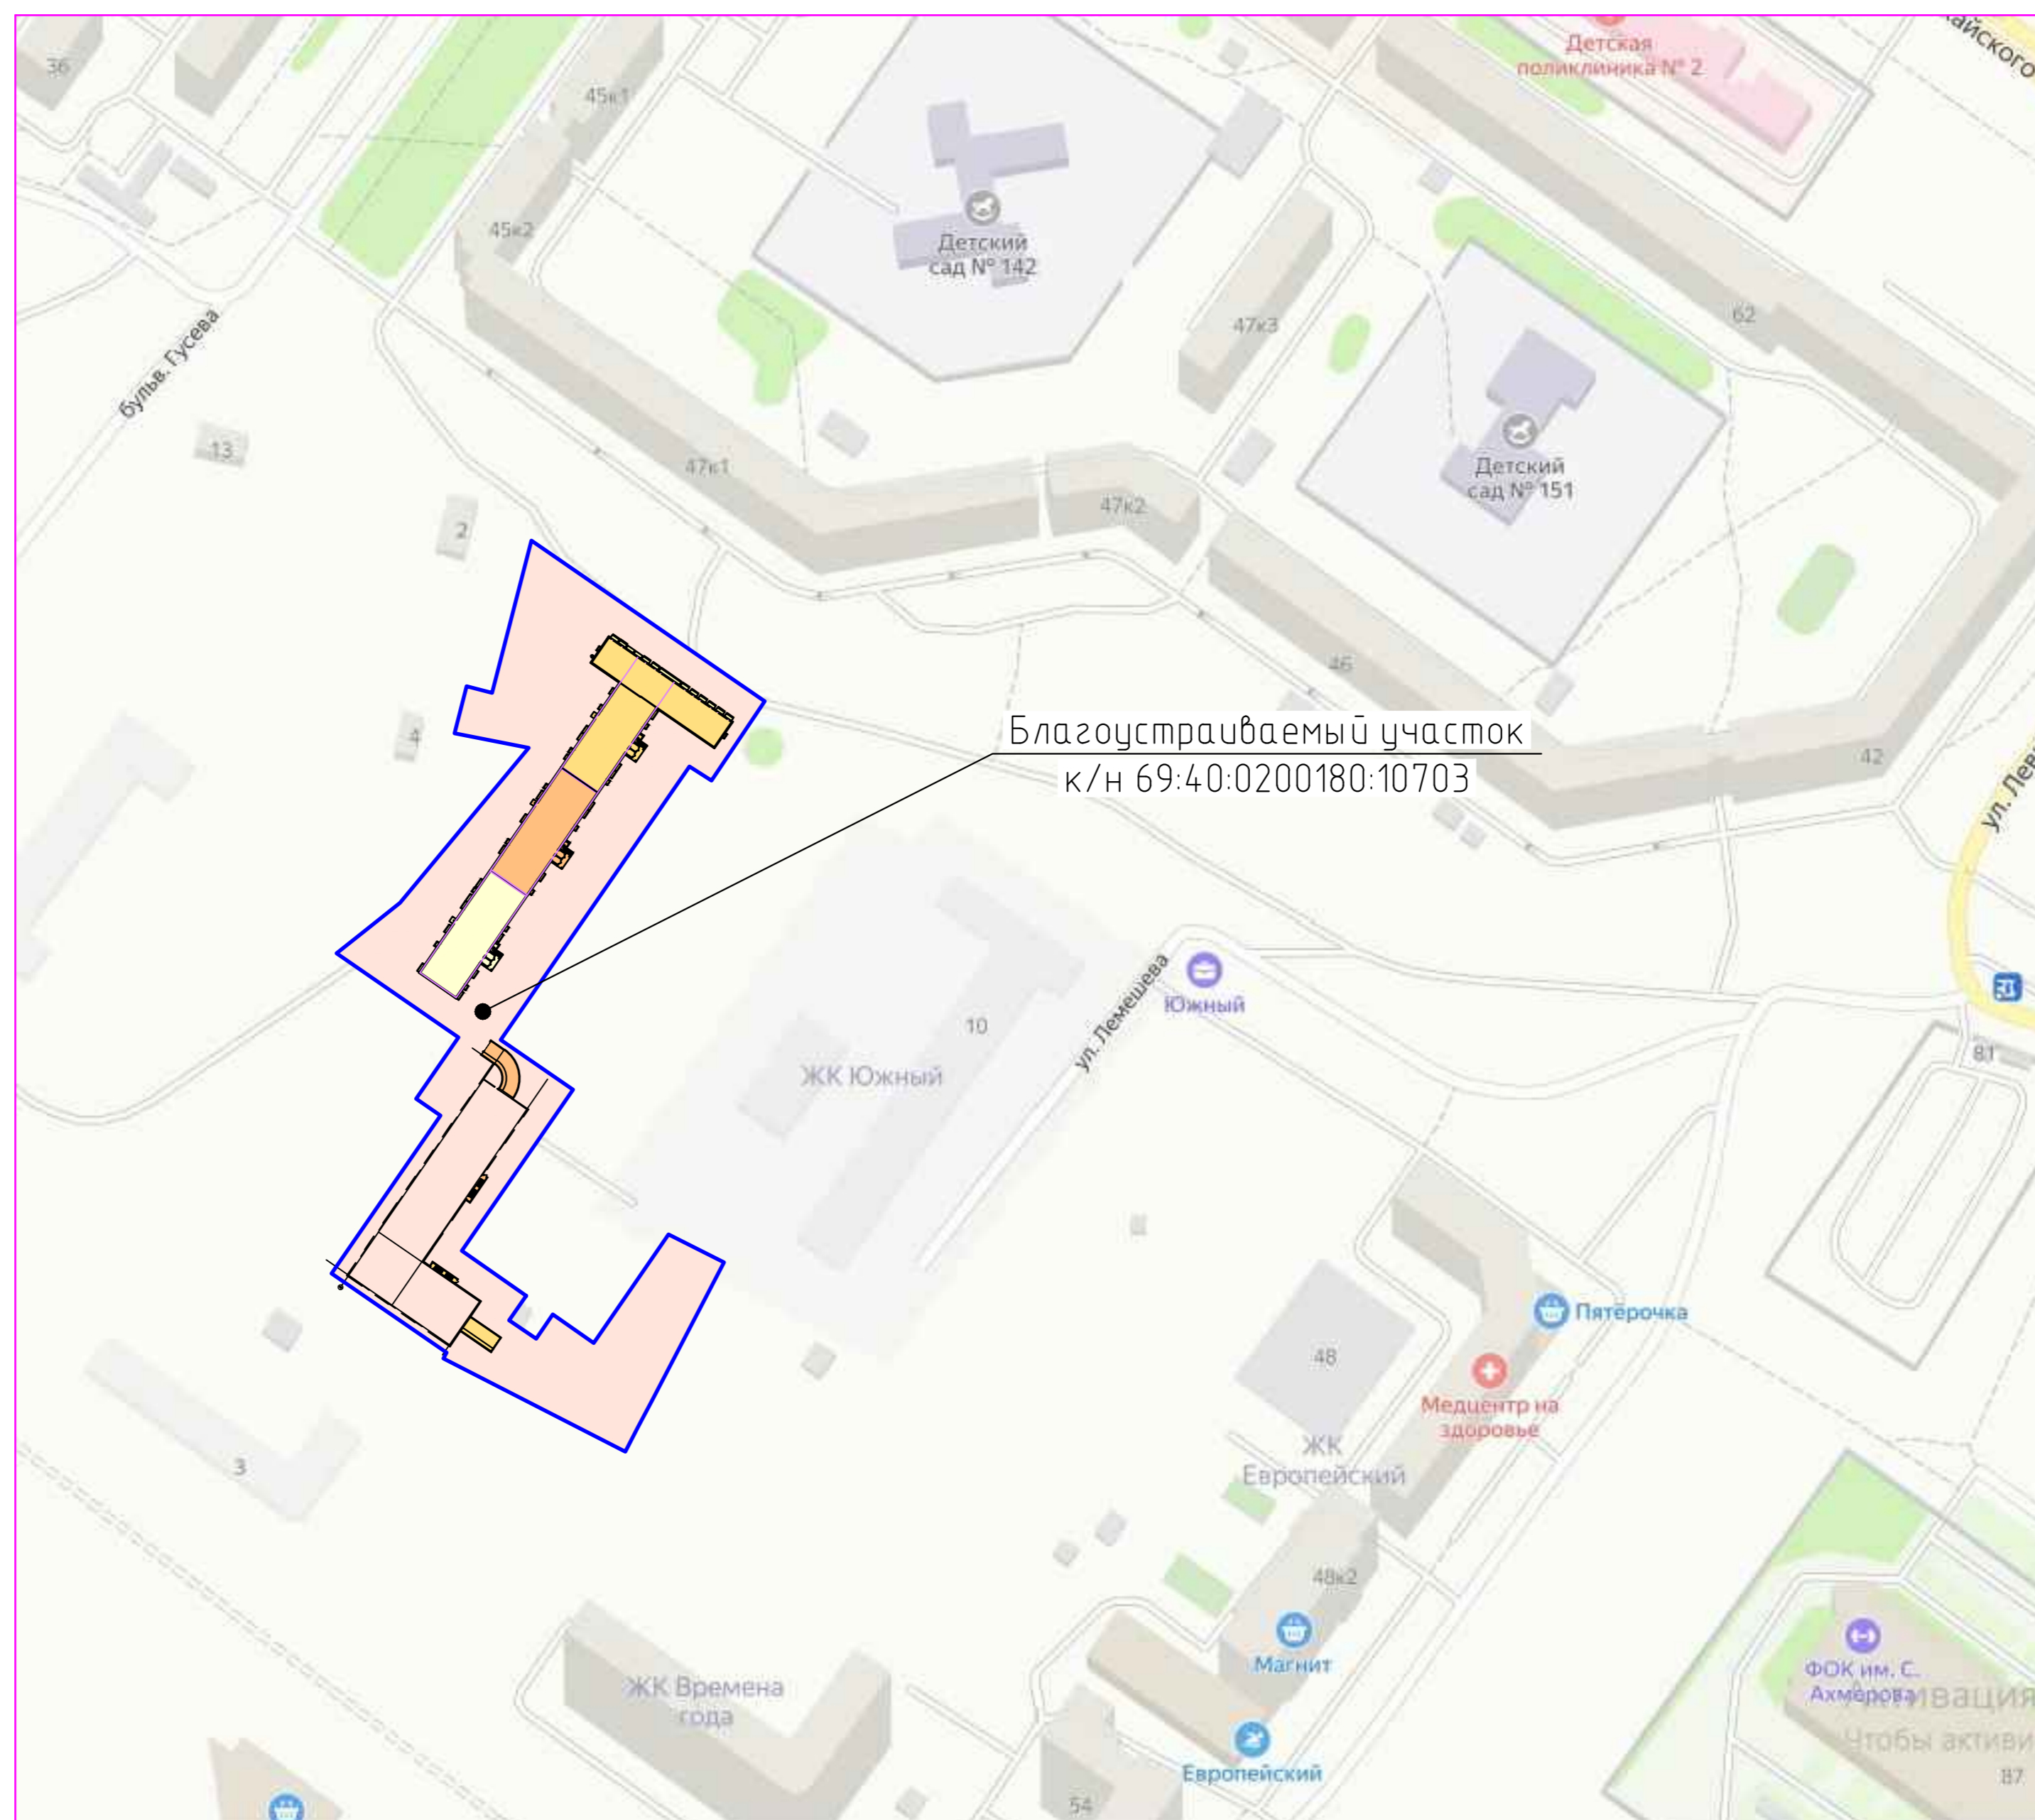 36
45к1
Детская
поликлиника № 2
45к2
Детский
сад № 142
47к3
62
бульв. Гусева
13
47к1
2
47к2
Детский
сад № 151
46
4
42
Благоустраиваемый участок
к/н 69:40:0200180:10703
ул. Лемешева
Южный
10
ЖК Южный
81
Пятёрочка
48
Медцентр на
здоровье
ЖК
Европейский
3
48к2
Магнит
ЖК Времена
года
ФОК им. С.
Ахмерова
Чтобы активи
Европейский
54
87